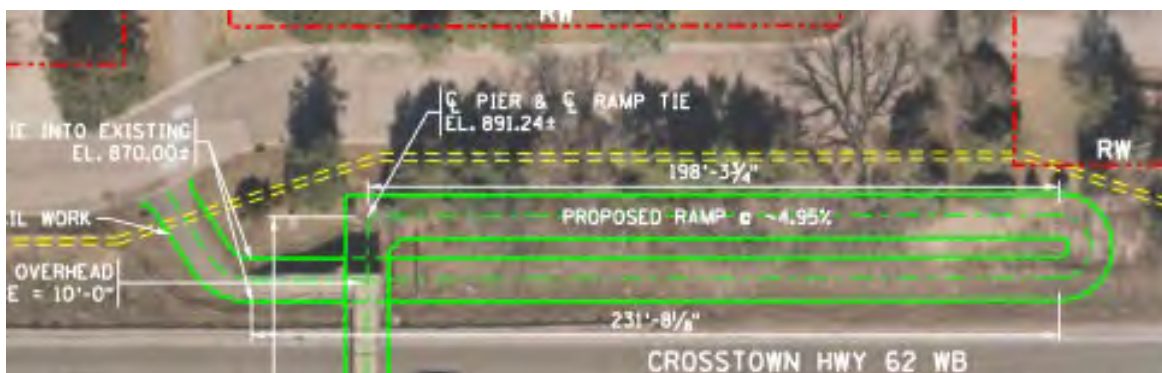 RW
℄ PIER & ℄ RAMP TIE
EL. 891.24±
IE INTO EXISTING
EL. 870.00±
RW
198'-3¾"
IL WORK
PROPOSED RAMP @ ~4.95%
OVERHEAD
E = 10'-0"
231'-8⅛"
CROSSTOWN HWY 62 WB